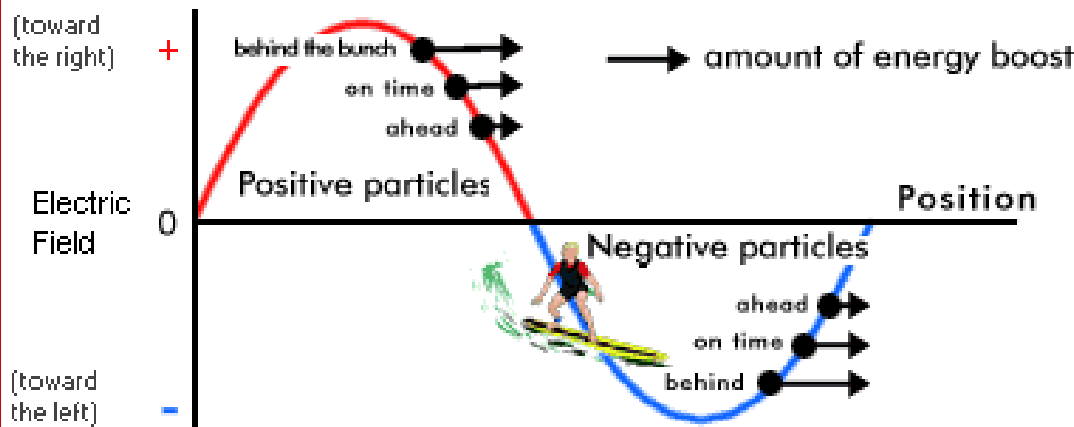 (toward
the right)
+
behind the bunch
on time
ahead
amount of energy boost
Positive particles
Electric
Field
0
Position
Negative particles
ahead
on time
behind
(toward
the left)
-